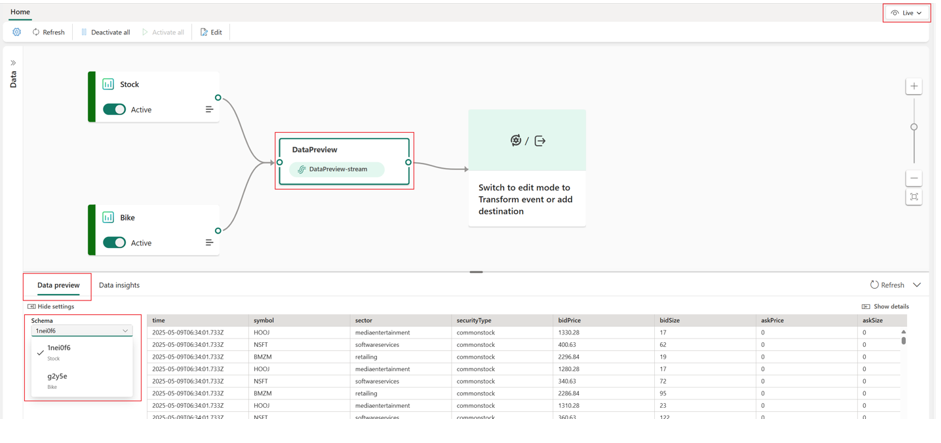 Home
Live
Refresh
Deactivate all
Activate all
Edit
Data
Stock
Active
DataPreview
DataPreview-stream
/
Switch to edit mode to
Transform event or add
destination
Bike
Active
Data preview
Data insights
Refresh
Hide settings
Show details
Schema
1nei0f6
1nei0f6
Stock
g2y5e
Bike
time symbol sector securityType bidPrice bidSize askPrice askSize
2025-05-09T06:34:01.733Z HOOJ mediaentertainment commonstock 1330.28 17 0 0
2025-05-09T06:34:01.733Z NSFT softwareservices commonstock 400.63 62 0 0
2025-05-09T06:34:01.733Z BMZM retailing commonstock 2296.84 19 0 0
2025-05-09T06:34:01.733Z HOOJ mediaentertainment commonstock 1280.28 17 0 0
2025-05-09T06:34:01.733Z NSFT softwareservices commonstock 340.63 72 0 0
2025-05-09T06:34:01.733Z BMZM retailing commonstock 2286.84 95 0 0
2025-05-09T06:34:01.733Z HOOJ mediaentertainment commonstock 1310.28 23 0 0
2025-05-09T06:34:01.733Z NSFT softwareservices commonstock 360.63 122 0 0